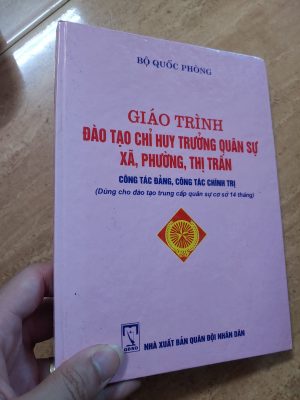 BỘ QUỐC PHÒNG
GIÁO TRÌNH
ĐÀO TẠO CHỈ HUY TRƯỞNG QUÂN SỰ
XÃ, PHƯỜNG, THỊ TRẤN
CÔNG TÁC ĐẢNG, CÔNG TÁC CHÍNH TRỊ
(Dùng cho đào tạo trung cấp quân sự cơ sở 14 tháng)
QĐND
NHÀ XUẤT BẢN QUÂN ĐỘI NHÂN DÂN